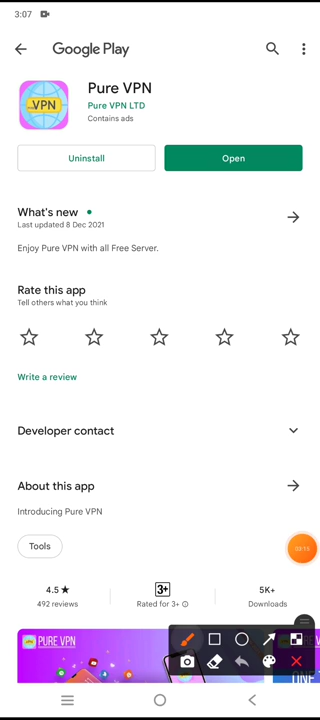 3:07
Google Play
VPN
Pure VPN
Pure VPN LTD
Contains ads
Uninstall
Open
What's new
Last updated 8 Dec 2021
Enjoy Pure VPN with all Free Server.
Rate this app
Tell others what you think
Write a review
Developer contact
About this app
Introducing Pure VPN
Tools
4.5★
492 reviews
3+
Rated for 3+
5K+
Downloads
PURE VPN
PURE VPN